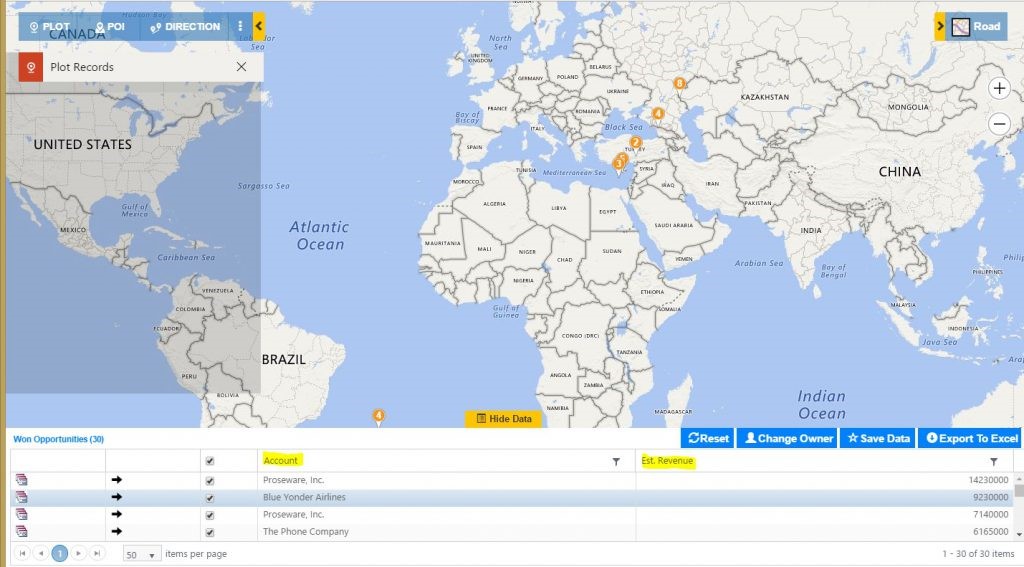 PLOT POI DIRECTION
CANADA
Hudson Bay
Labrador Sea
Plot Records
Road
North Sea
UNITED KINGDOM
BELARUS
GERMANY
POLAND
UKRAINE
8
KAZAKHSTAN
MONGOLIA
FRANCE
Bay of Biscay
ROMANIA
4
Black Sea
ITALY
UNITED STATES
SPAIN
2
TURKEY
5
3
SYRIA
CHINA
TUNISIA
Mediterranean Sea
Sargasso Sea
MOROCCO
IRAQ
IRAN
ALGERIA
LIBYA
EGYPT
PAKISTAN
Gulf of Mexico
MEXICO
Atlantic Ocean
SAUDI ARABIA
INDIA
MAURITANIA
MALI
NIGER
CHAD
SUDAN
YEMEN
Caribbean Sea
Arabian Sea
Bay of Bengal
PHILIPPINES
Philip
NIGERIA
ETHIOPIA
VENEZUELA
SOMALIA
COLOMBIA
Gulf of Guinea
MALAYSIA
ECUADOR
CONGO (DRC)
INDONESIA
Java Sea
TANZANIA
BRAZIL
Ara
PERU
ANGOLA
ZAMBIA
BOLIVIA
NAMIBIA
MADAGASCAR
Indian Ocean
4
Hide Data
Won Opportunities (30)
Reset Change Owner Save Data Export To Excel
Account Est. Revenue
Proseware, Inc. 14230000
Blue Yonder Airlines 9230000
Proseware, Inc. 7140000
The Phone Company 6165000
1 50 items per page 1 - 30 of 30 items